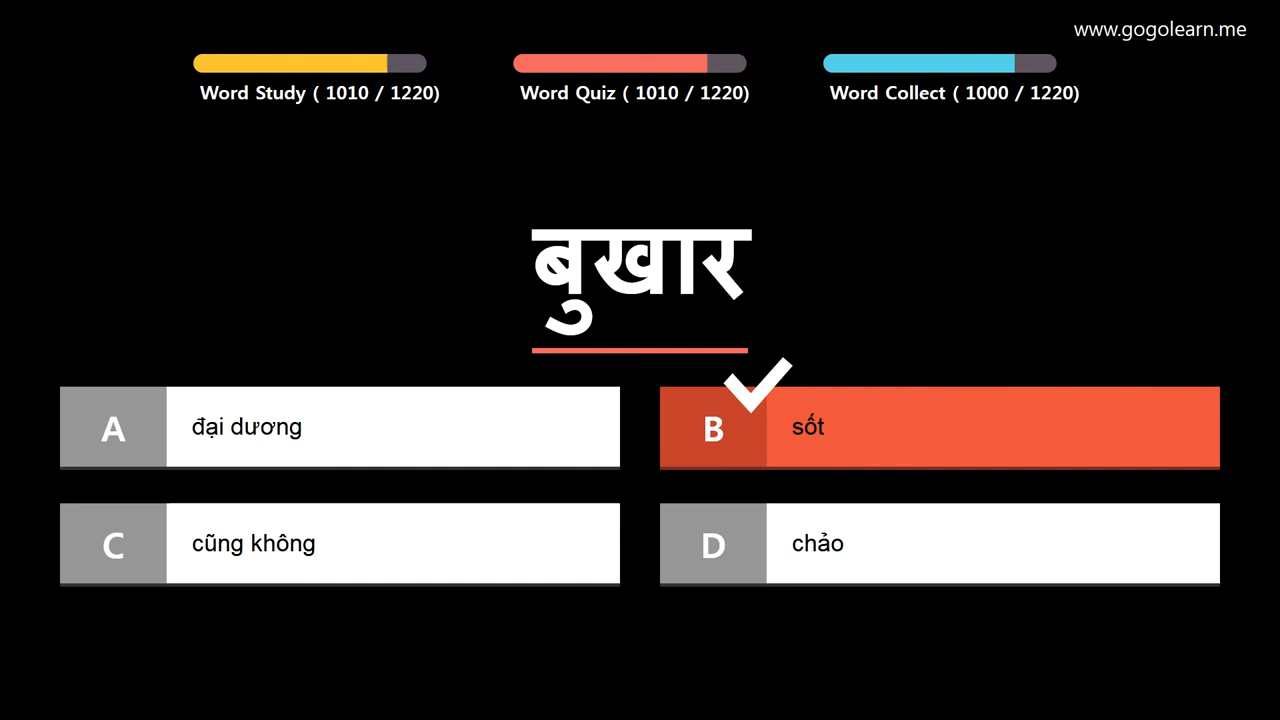 www.gogolearn.me
Word Study ( 1010 / 1220)
Word Quiz ( 1010 / 1220)
Word Collect ( 1000 / 1220)
बुखार
A đại dương
B sốt
C cũng không
D chảo